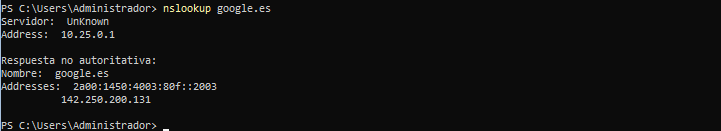 PS C:\Users\Administrador> nslookup google.es
Servidor:  UnKnown
Address:  10.25.0.1

Respuesta no autoritativa:
Nombre:  google.es
Addresses:  2a00:1450:4003:80f::2003
          142.250.200.131

PS C:\Users\Administrador>